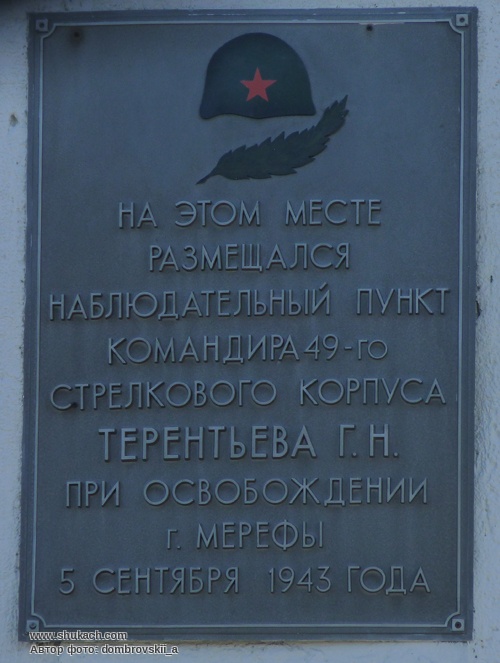 НА ЭТОМ МЕСТЕ
РАЗМЕЩАЛСЯ
НАБЛЮДАТЕЛЬНЫЙ ПУНКТ
КОМАНДИРА 49-го
СТРЕЛКОВОГО КОРПУСА
ТЕРЕНТЬЕВА Г.Н.
ПРИ ОСВОБОЖДЕНИИ
г. МЕРЕФЫ
5 СЕНТЯБРЯ 1943 ГОДА
www.shukach.com
Автор фото: dombrovskii_a